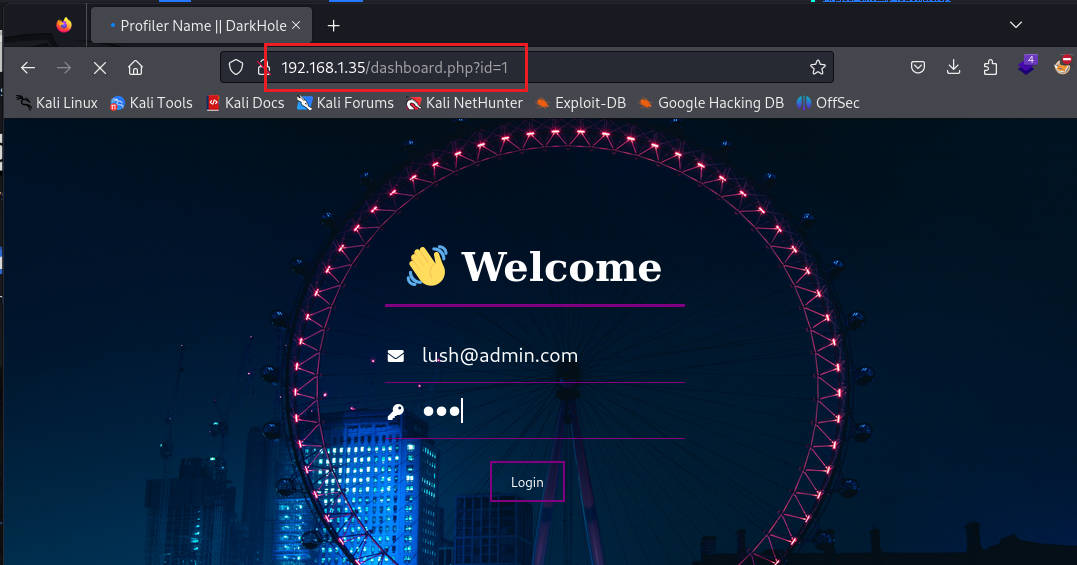 Profiler Name || DarkHole
192.168.1.35/dashboard.php?id=1
4
Kali Linux Kali Tools Kali Docs Kali Forums Kali NetHunter Exploit-DB Google Hacking DB OffSec
Welcome
lush@admin.com
Login